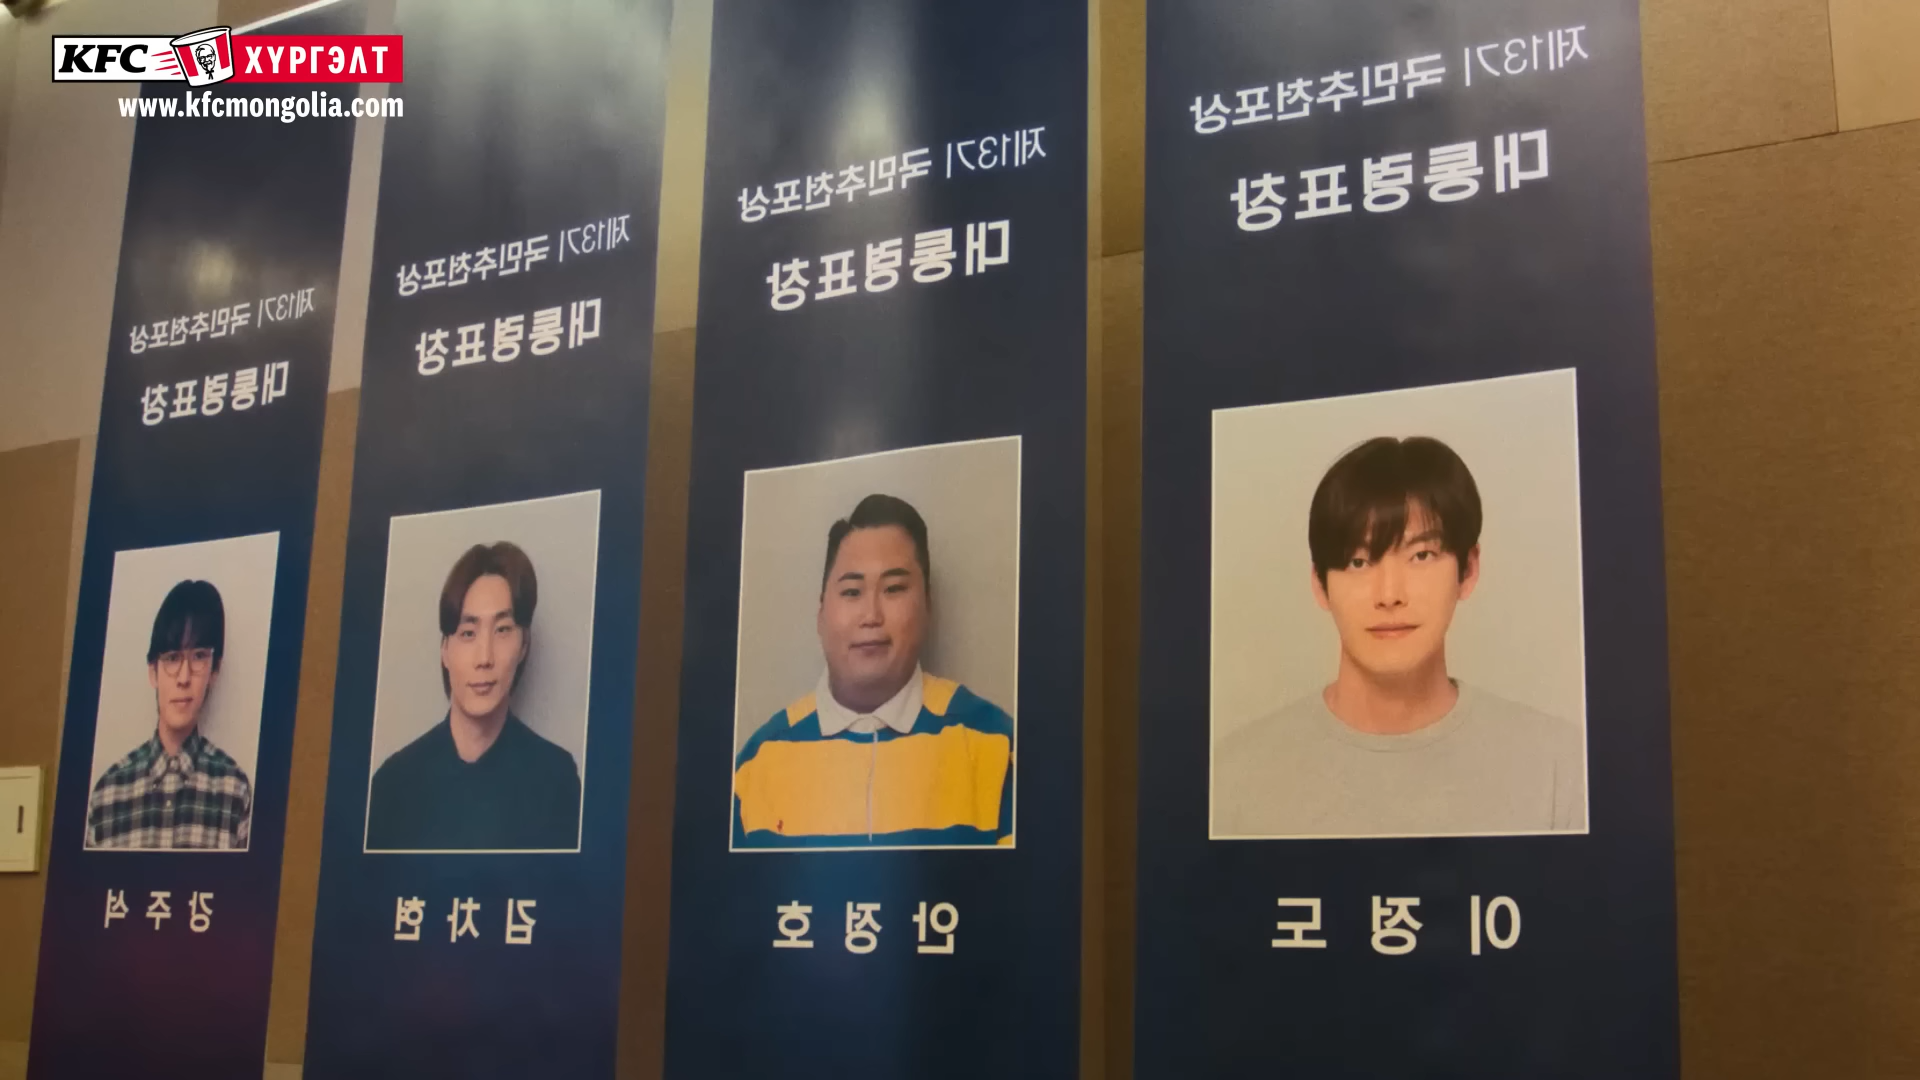 KFC ХҮРГЭЛТ
www.kfcmongolia.com
제13기 국민추천포상
대통령표창
강주석
제13기 국민추천포상
대통령표창
김차현
제13기 국민추천포상
대통령표창
안정호
제13기 국민추천포상
대통령표창
이정도